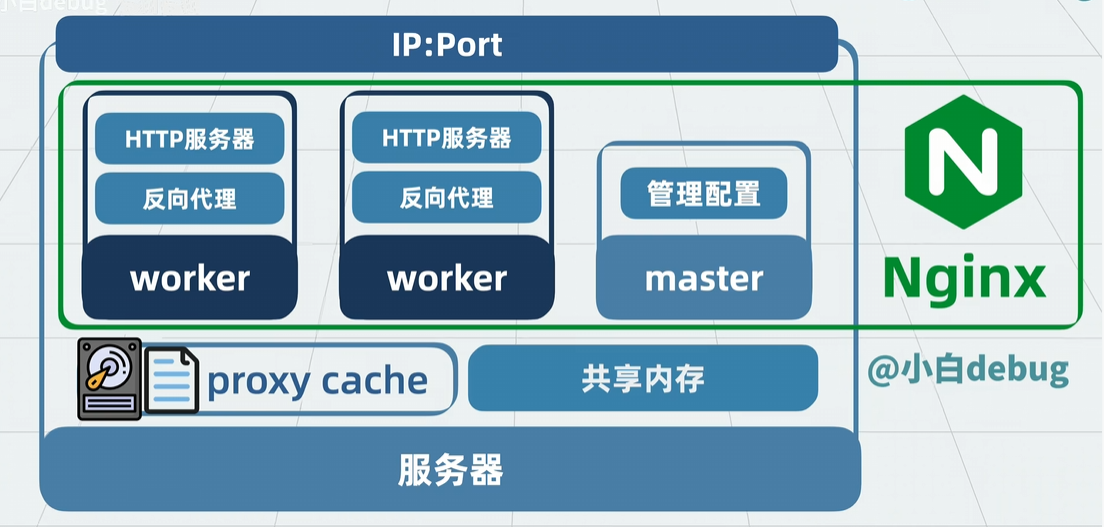 小白debug
IP:Port
HTTP服务器
HTTP服务器
反向代理
反向代理
管理配置
worker
worker
master
N
Nginx
proxy cache
共享内存
@小白debug
服务器